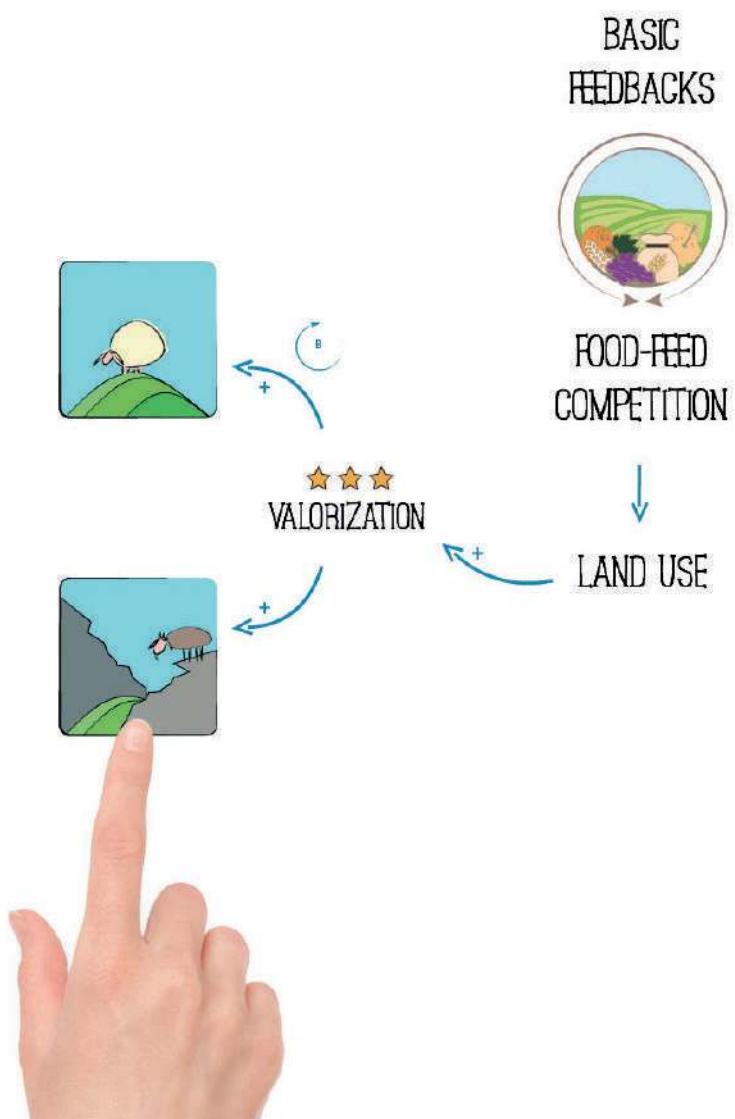 BASIC
FEEDBACKS
FOOD-FEED
COMPETITION
B
+
VALORIZATION
+
LAND USE
+